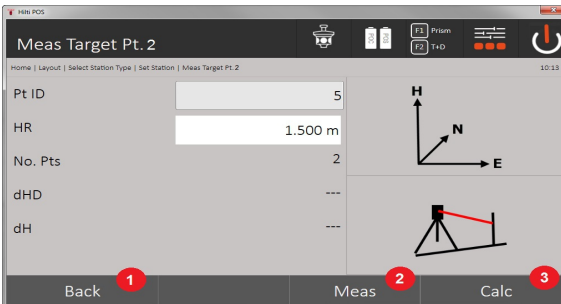 Hilti POS
Meas Target Pt. 2
POC
POS
F1 Prism
F2 T+D
Home | Layout | Select Station Type | Set Station | Meas Target Pt. 2
10:13
Pt ID
5
HR
1.500 m
No. Pts
2
dHD
---
dH
---
H
N
E
Back
1
Meas
2
Calc
3